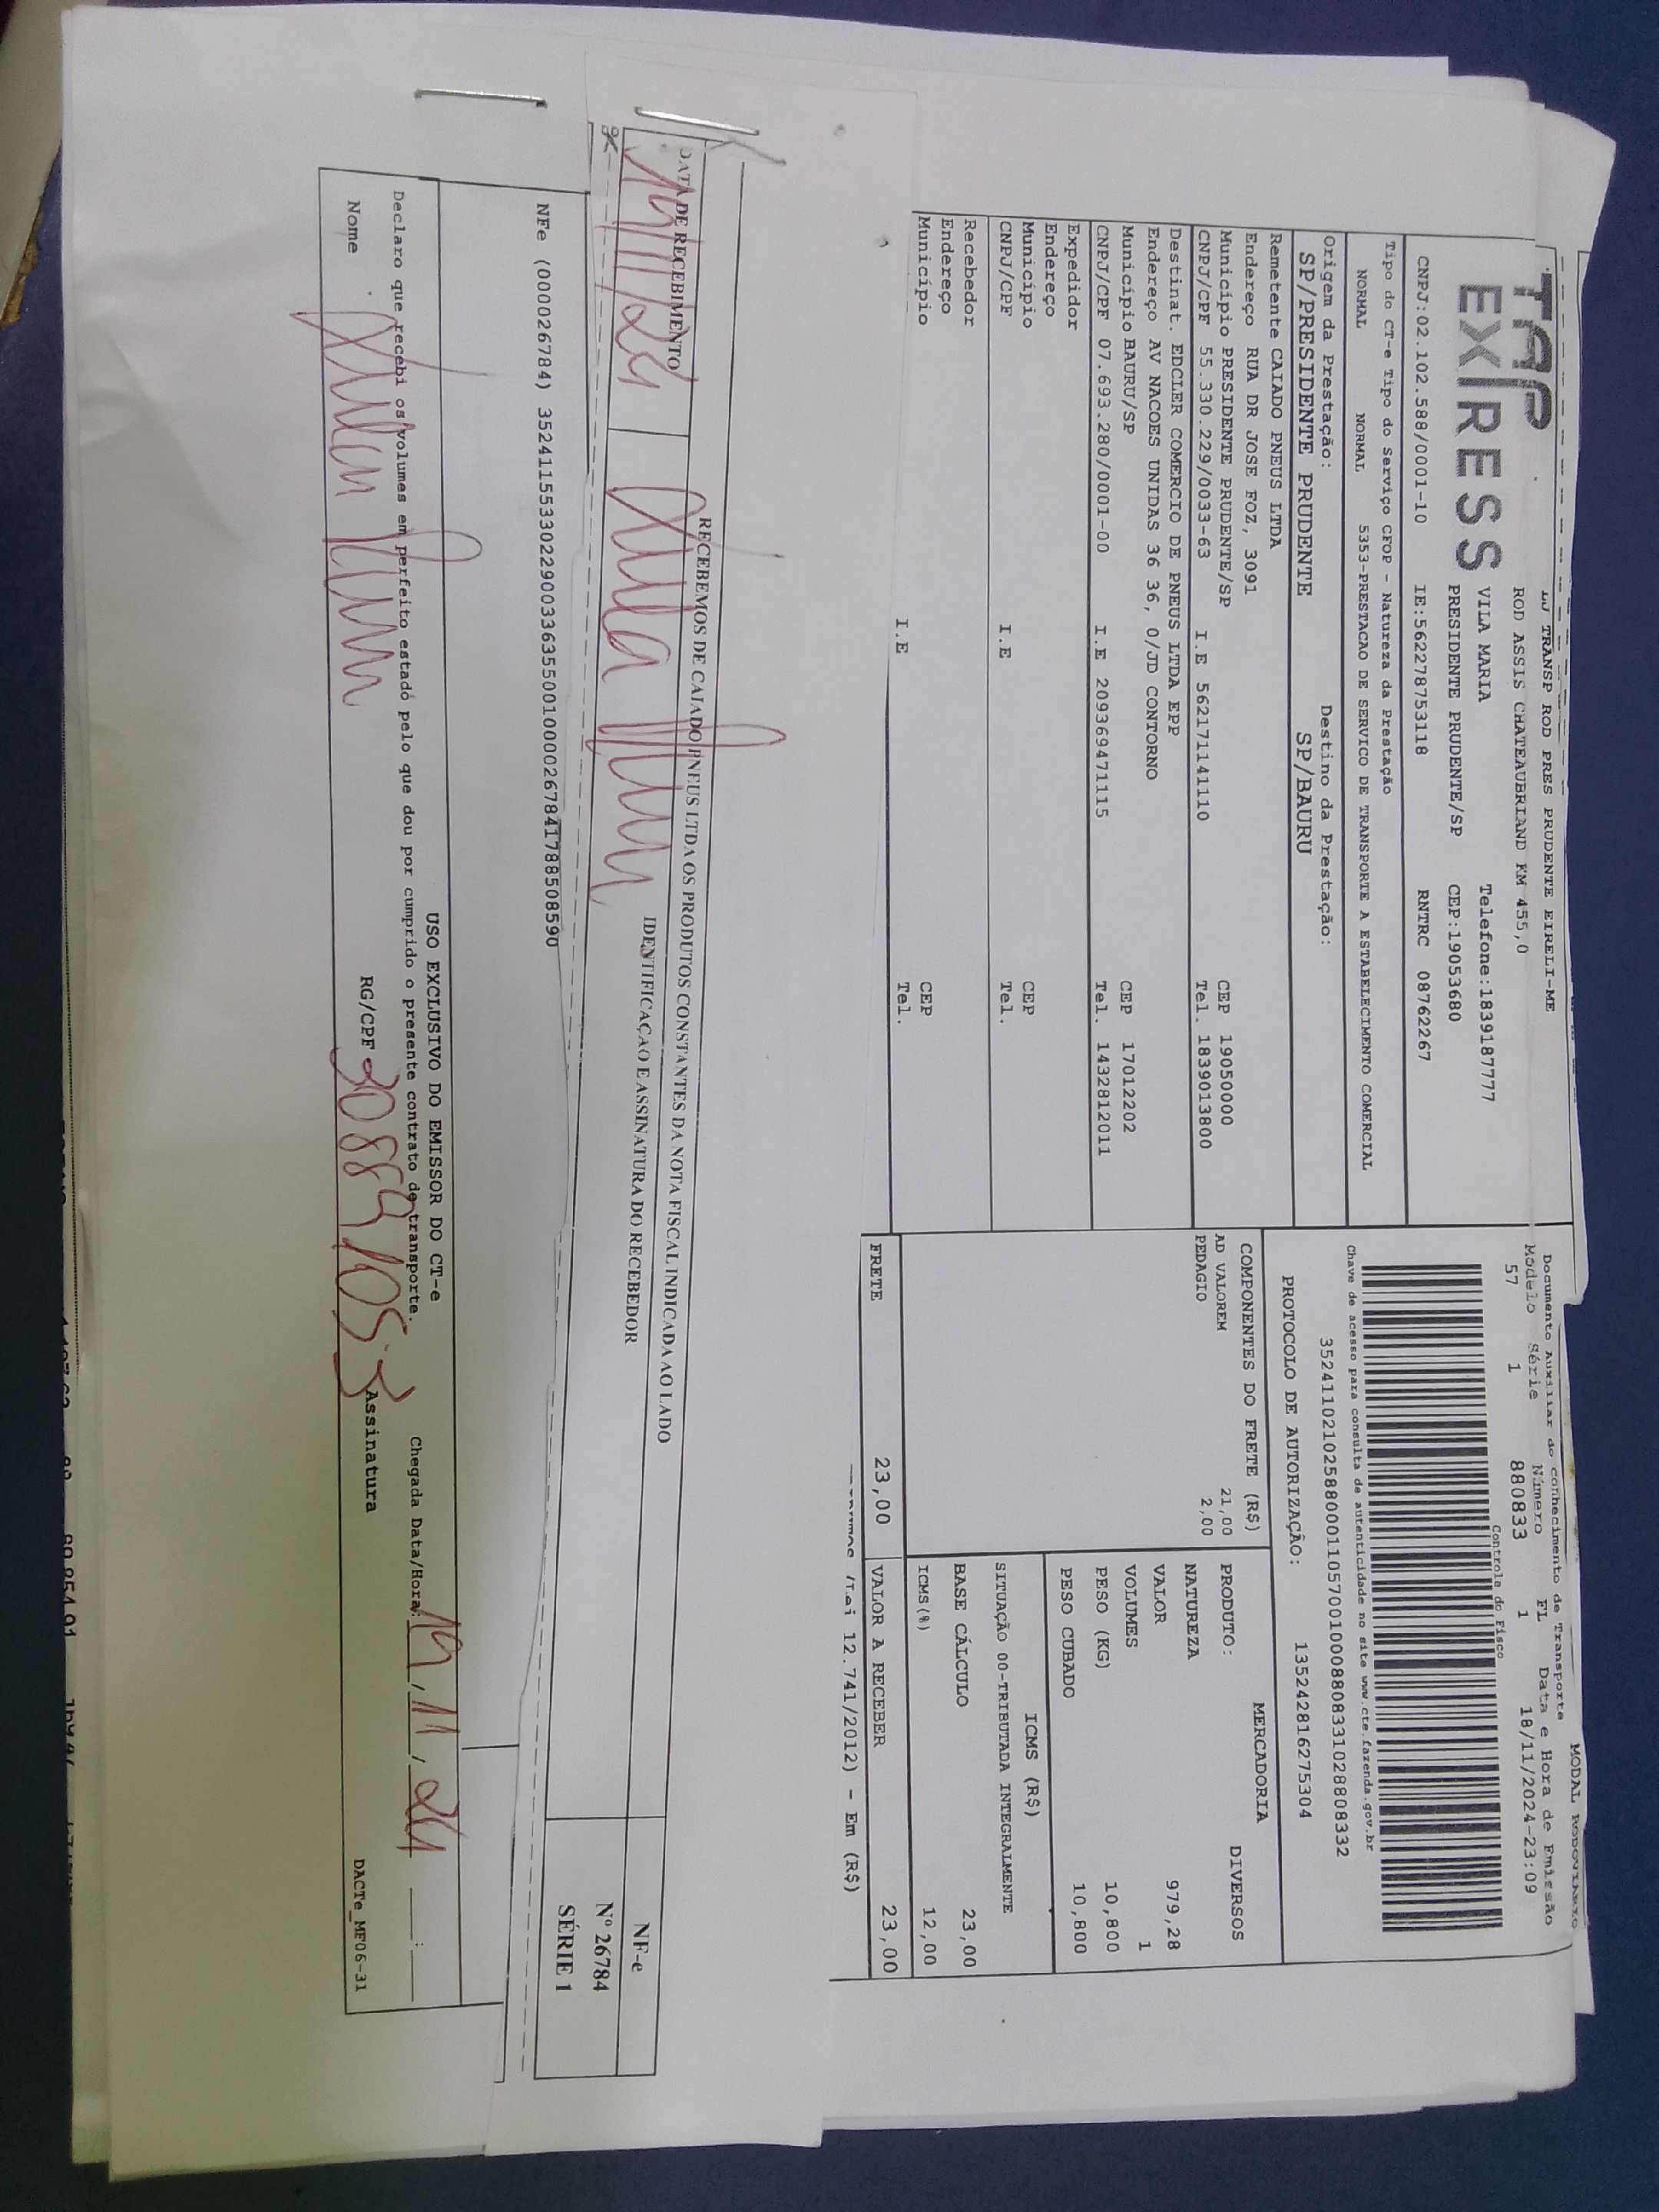 TAP
EXPRESS
LJ TRANSP ROD PRES PRUDENTE EIRELI-ME
ROD ASSIS CHATEAUBRIAND KM 455,0
VILA MARIA Telefone:1839187777
PRESIDENTE PRUDENTE/SP CEP:19053680
CNPJ:02.102.588/0001-10 IE:562278753118 RNTRC 08762267
MODAL RODOVIARIO
Documento Auxiliar do Conhecimento de Transporte
Modelo Série Número FL Data e Hora de Emissão
57 1 880833 1 18/11/2024-23:09
Controle do Fisco
Chave de acesso para consulta de autenticidade no site www.cte.fazenda.gov.br
35241102102588000110570010008808331028808332
PROTOCOLO DE AUTORIZAÇÃO: 135242816275304
Tipo do CT-e Tipo do Serviço CFOP - Natureza da Prestação
NORMAL NORMAL 5353-PRESTACAO DE SERVICO DE TRANSPORTE A ESTABELECIMENTO COMERCIAL
Origem da Prestação: Destino da Prestação:
SP/PRESIDENTE PRUDENTE SP/BAURU
Remetente CAIADO PNEUS LTDA
Endereço RUA DR JOSE FOZ, 3091
Município PRESIDENTE PRUDENTE/SP CEP 19050000
CNPJ/CPF 55.330.229/0033-63 I.E 562171141110 Tel. 1839013800
Destinat. EDCLER COMERCIO DE PNEUS LTDA EPP
Endereço AV NACOES UNIDAS 36 36, 0/JD CONTORNO
Município BAURU/SP CEP 17012202
CNPJ/CPF 07.693.280/0001-00 I.E 209369471115 Tel. 1432812011
Expedidor
Endereço
Município CEP
CNPJ/CPF I.E Tel.
Recebedor
Endereço
Município CEP
I.E Tel.
COMPONENTES DO FRETE (R$)
AD VALOREM 21,00
PEDAGIO 2,00
FRETE 23,00
MERCADORIA
PRODUTO: DIVERSOS
NATUREZA
VALOR 979,28
VOLUMES 1
PESO (KG) 10,800
PESO CUBADO 10,800
ICMS (R$)
SITUAÇÃO 00-TRIBUTADA INTEGRALMENTE
BASE CÁLCULO 23,00
ICMS(%) 12,00
VALOR A RECEBER 23,00
(Lei 12.741/2012) - Em (R$)
RECEBEMOS DE CAIADO PNEUS LTDA OS PRODUTOS CONSTANTES DA NOTA FISCAL INDICADA AO LADO
DATA DE RECEBIMENTO IDENTIFICAÇAO E ASSINATURA DO RECEBEDOR
19/11/24
NF-e
Nº 26784
SÉRIE 1
NFe (000026784) 35241155330229003363550010000267841788508590
USO EXCLUSIVO DO EMISSOR DO CT-e
Declaro que recebi os volumes em perfeito estado pelo que dou por cumprido o presente contrato de transporte. Chegada Data/Hora: 19,11,24 __:__
Nome RG/CPF Assinatura DACTe_MF06-31